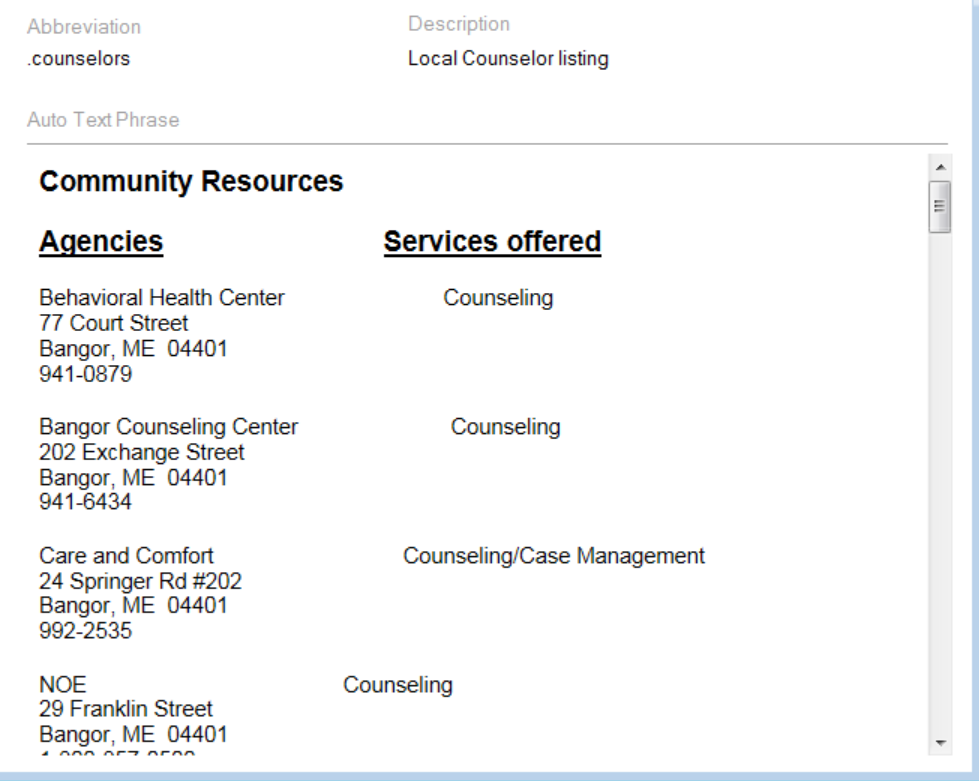 Abbreviation Description
.counselors Local Counselor listing
Auto Text Phrase
Community Resources
Agencies Services offered
Behavioral Health Center Counseling
77 Court Street
Bangor, ME 04401
941-0879
Bangor Counseling Center Counseling
202 Exchange Street
Bangor, ME 04401
941-6434
Care and Comfort Counseling/Case Management
24 Springer Rd #202
Bangor, ME 04401
992-2535
NOE Counseling
29 Franklin Street
Bangor, ME 04401